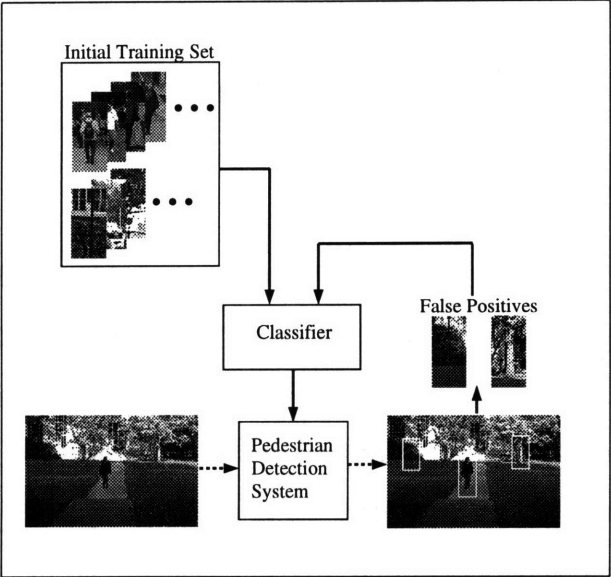 Initial Training Set
False Positives
Classifier
Pedestrian
Detection
System